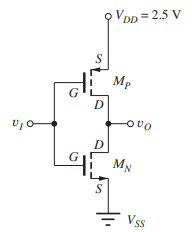 V_DD = 2.5 V
S
G
M_P
D
v_I
v_O
D
G
M_N
S
V_SS